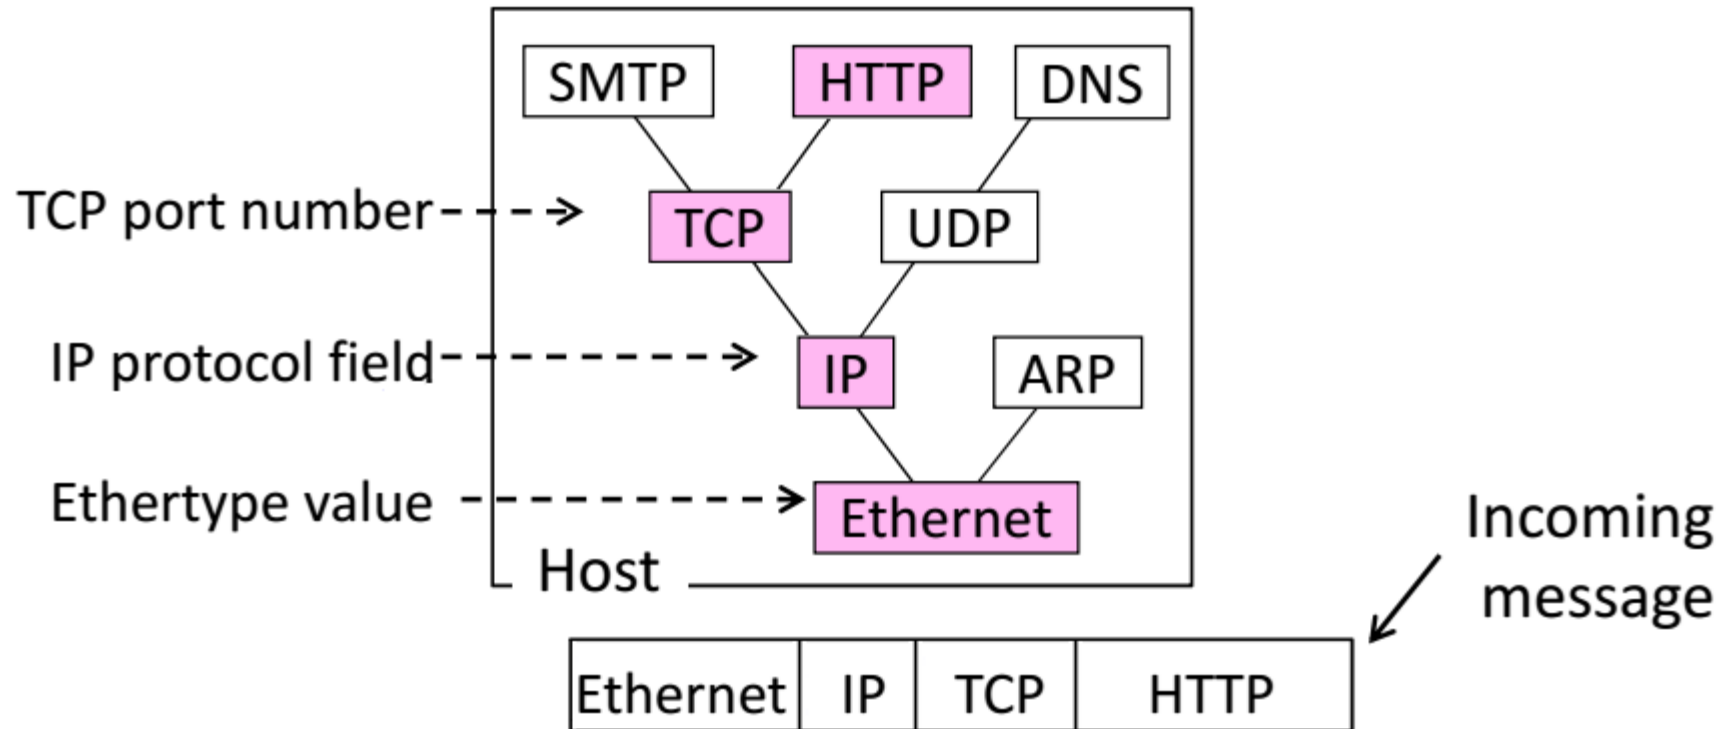 SMTP HTTP DNS
TCP port number TCP UDP
IP protocol field IP ARP
Ethertype value Ethernet
Host
Incoming
message
Ethernet IP TCP HTTP